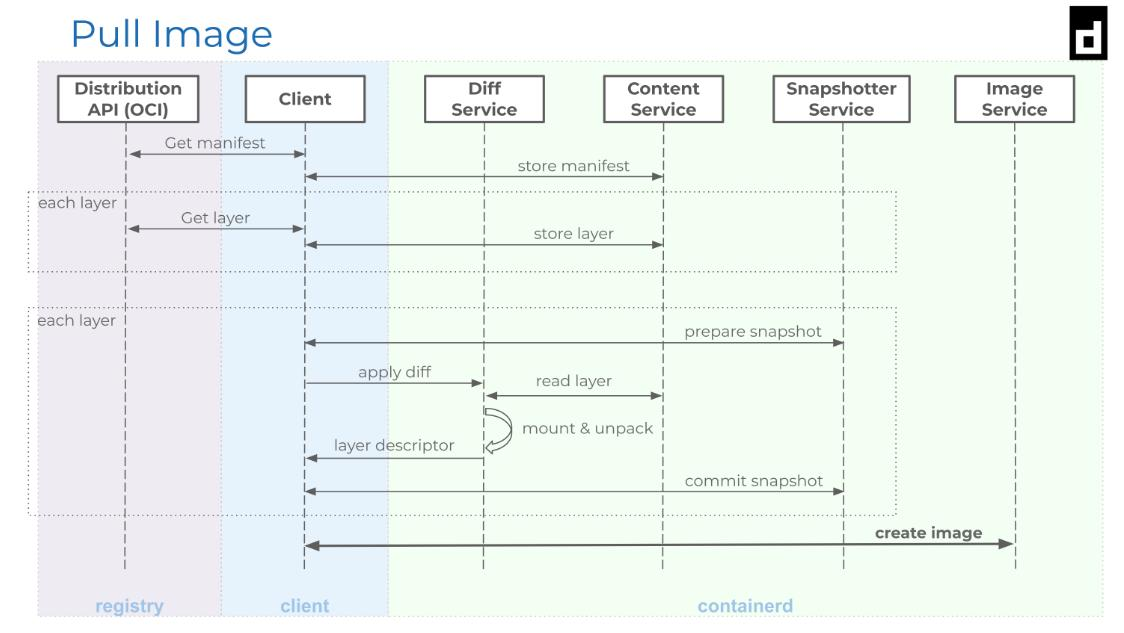 Pull Image
d
Distribution
API (OCI)
Client
Diff
Service
Content
Service
Snapshotter
Service
Image
Service
Get manifest
store manifest
each layer
Get layer
store layer
each layer
prepare snapshot
apply diff
read layer
mount & unpack
layer descriptor
commit snapshot
create image
registry
client
containerd